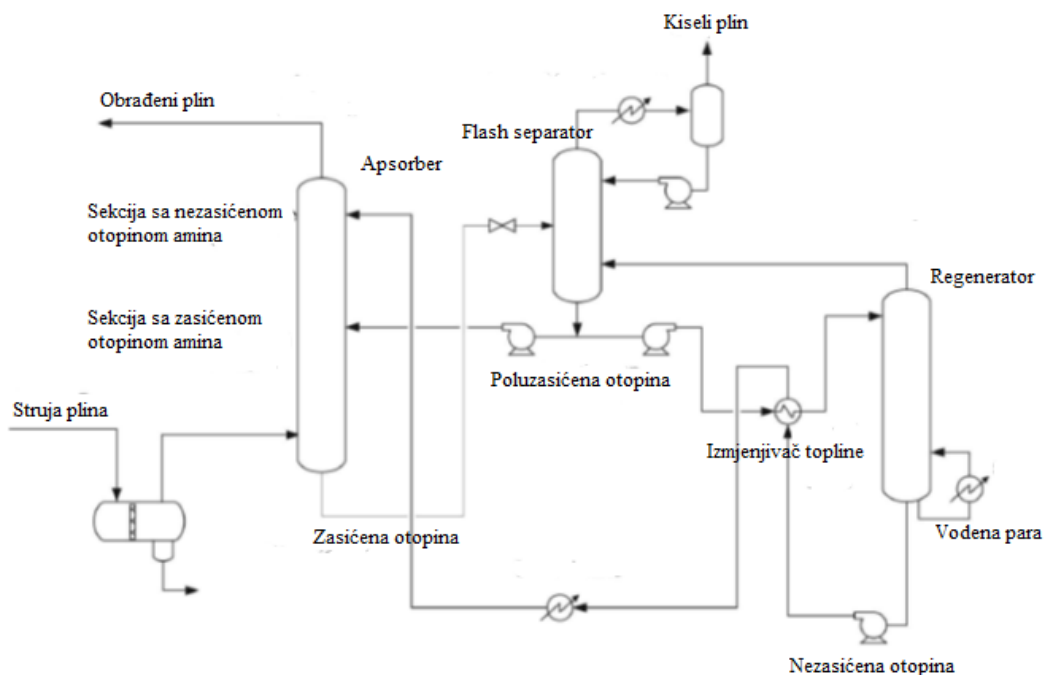 Kiseli plin
Obrađeni plin
Flash separator
Apsorber
Sekcija sa nezasićenom
otopinom amina
Regenerator
Sekcija sa zasićenom
otopinom amina
Poluzasićena otopina
Struja plina
Izmjenjivač topline
Zasićena otopina
Vođena para
Nezasićena otopina